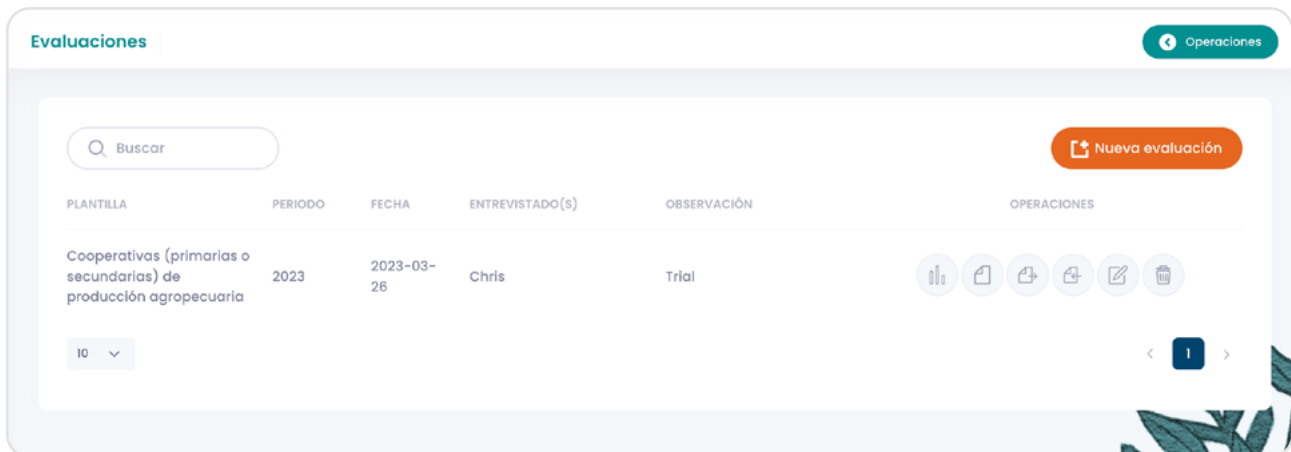 Evaluaciones
Operaciones
Buscar
Nueva evaluación
PLANTILLA PERIODO FECHA ENTREVISTADO(S) OBSERVACIÓN OPERACIONES
Cooperativas (primarias o
secundarias) de
producción agropecuaria
2023
2023-03-
26
Chris
Trial
10
1